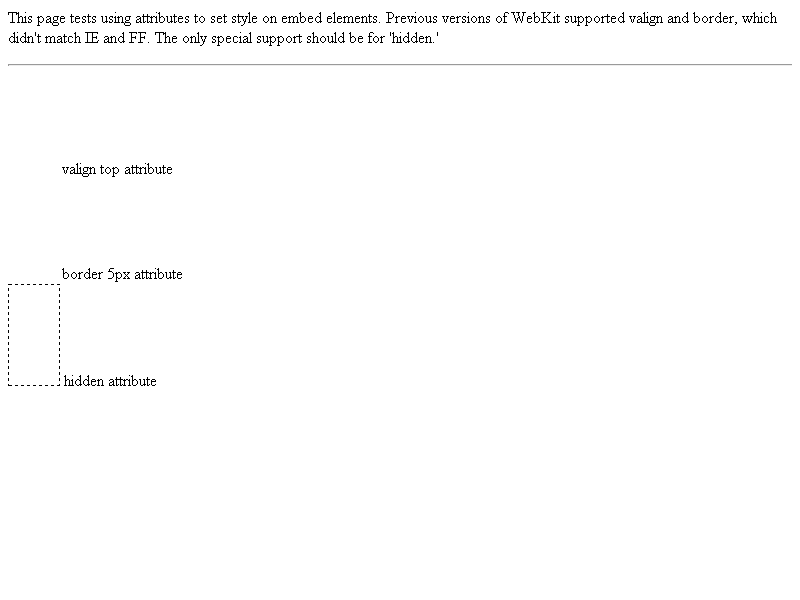 This page tests using attributes to set style on embed elements. Previous versions of WebKit supported valign and border, which
didn't match IE and FF. The only special support should be for 'hidden.'
valign top attribute
border 5px attribute
hidden attribute